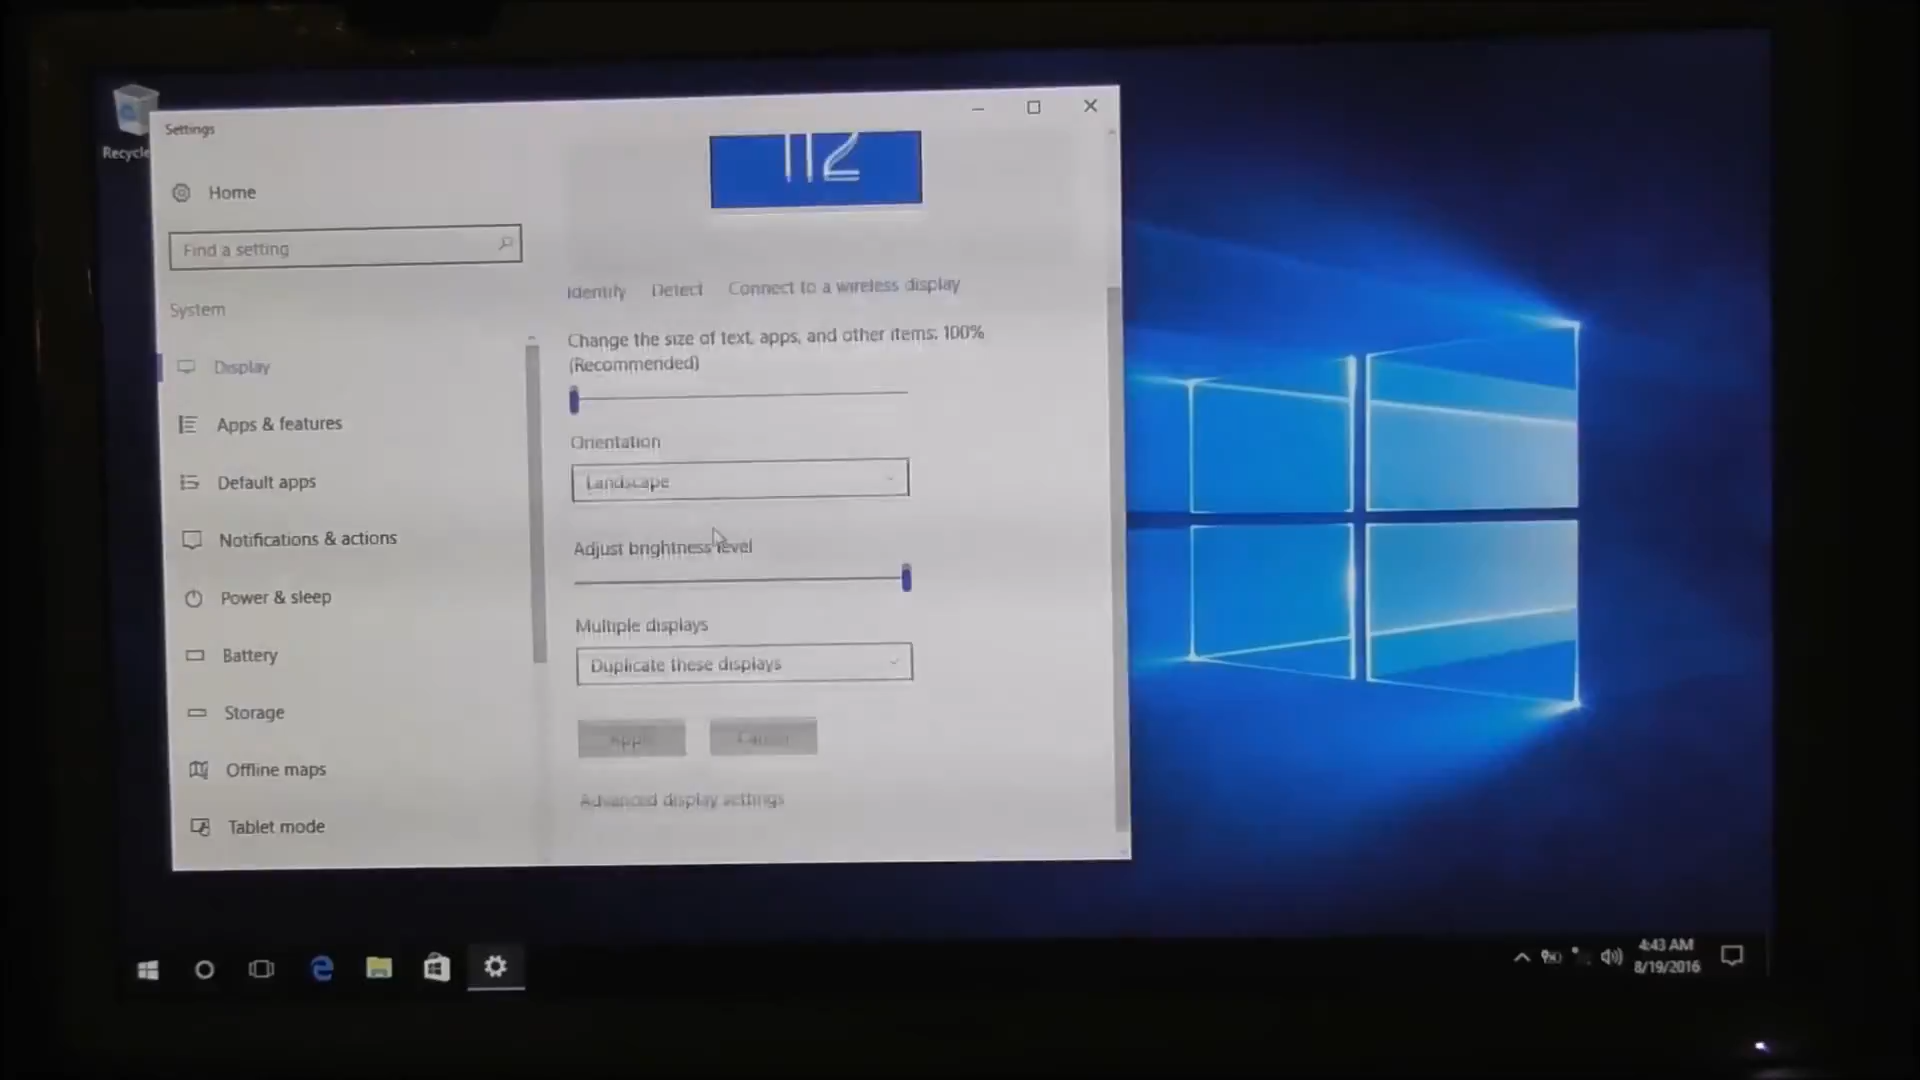 Recycle
Settings
1|2
Home
Find a setting
System
Display
Apps & features
Default apps
Notifications & actions
Power & sleep
Battery
Storage
Offline maps
Tablet mode
Identify Detect Connect to a wireless display
Change the size of text, apps, and other items: 100%
(Recommended)
Orientation
Landscape
Adjust brightness level
Multiple displays
Duplicate these displays
Apply Cancel
Advanced display settings
4:43 AM
8/19/2016